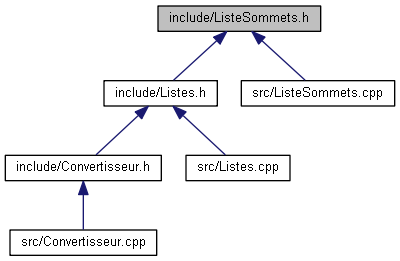 include/ListeSommets.h
include/Listes.h
src/ListeSommets.cpp
include/Convertisseur.h
src/Listes.cpp
src/Convertisseur.cpp